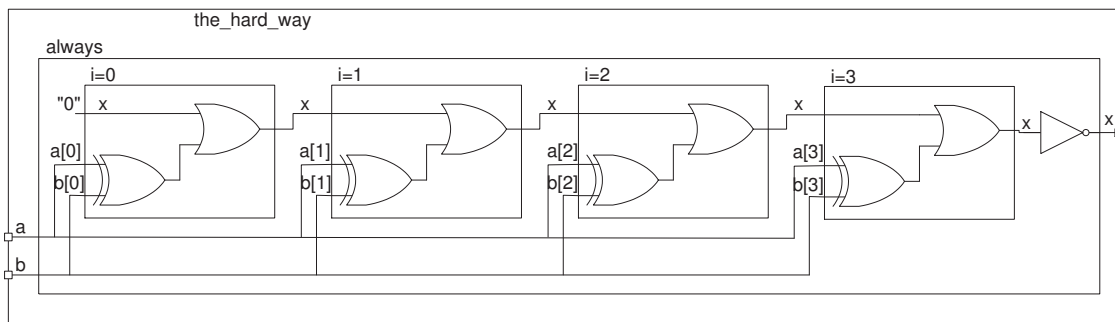 the_hard_way
always
i=0
i=1
i=2
i=3
"0"
x
x
x
x
x
x
a[0]
b[0]
a[1]
b[1]
a[2]
b[2]
a[3]
b[3]
a
b